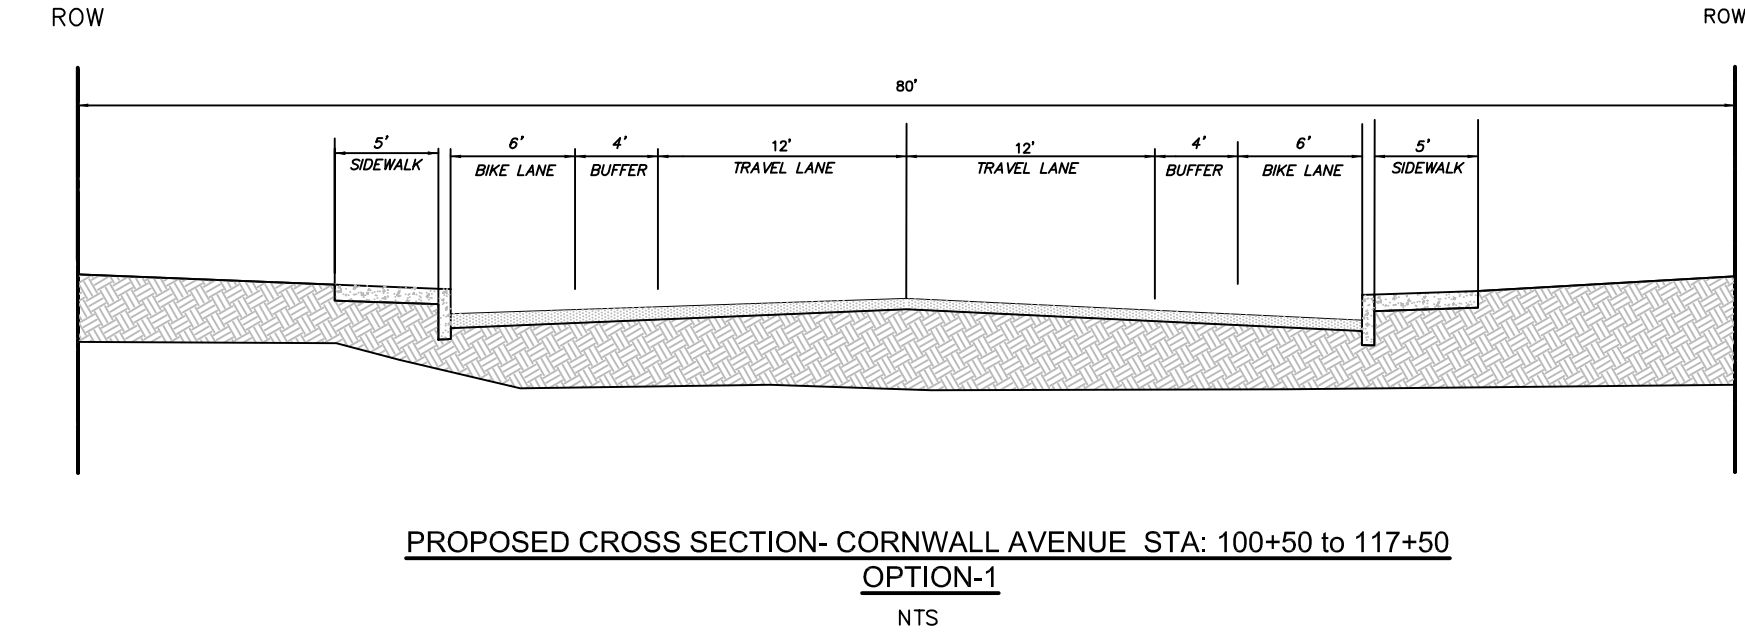 ROW ROW
80'
5' 6' 4' 12' 12' 4' 6' 5'
SIDEWALK BIKE LANE BUFFER TRAVEL LANE TRAVEL LANE BUFFER BIKE LANE SIDEWALK
PROPOSED CROSS SECTION- CORNWALL AVENUE STA: 100+50 to 117+50
OPTION-1
NTS